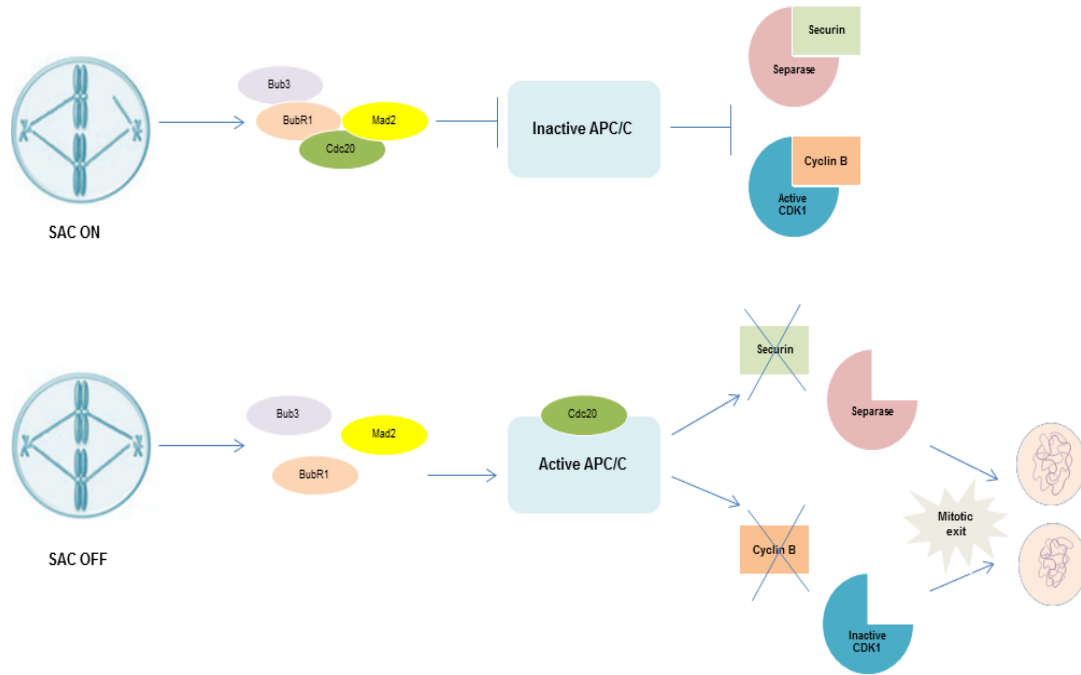 Securin
Separase
Bub3
BubR1
Mad2
Cdc20
Inactive APC/C
Cyclin B
Active
CDK1
SAC ON
Securin
Separase
Bub3
Mad2
BubR1
Cdc20
Active APC/C
Mitotic
exit
Cyclin B
SAC OFF
Inactive
CDK1